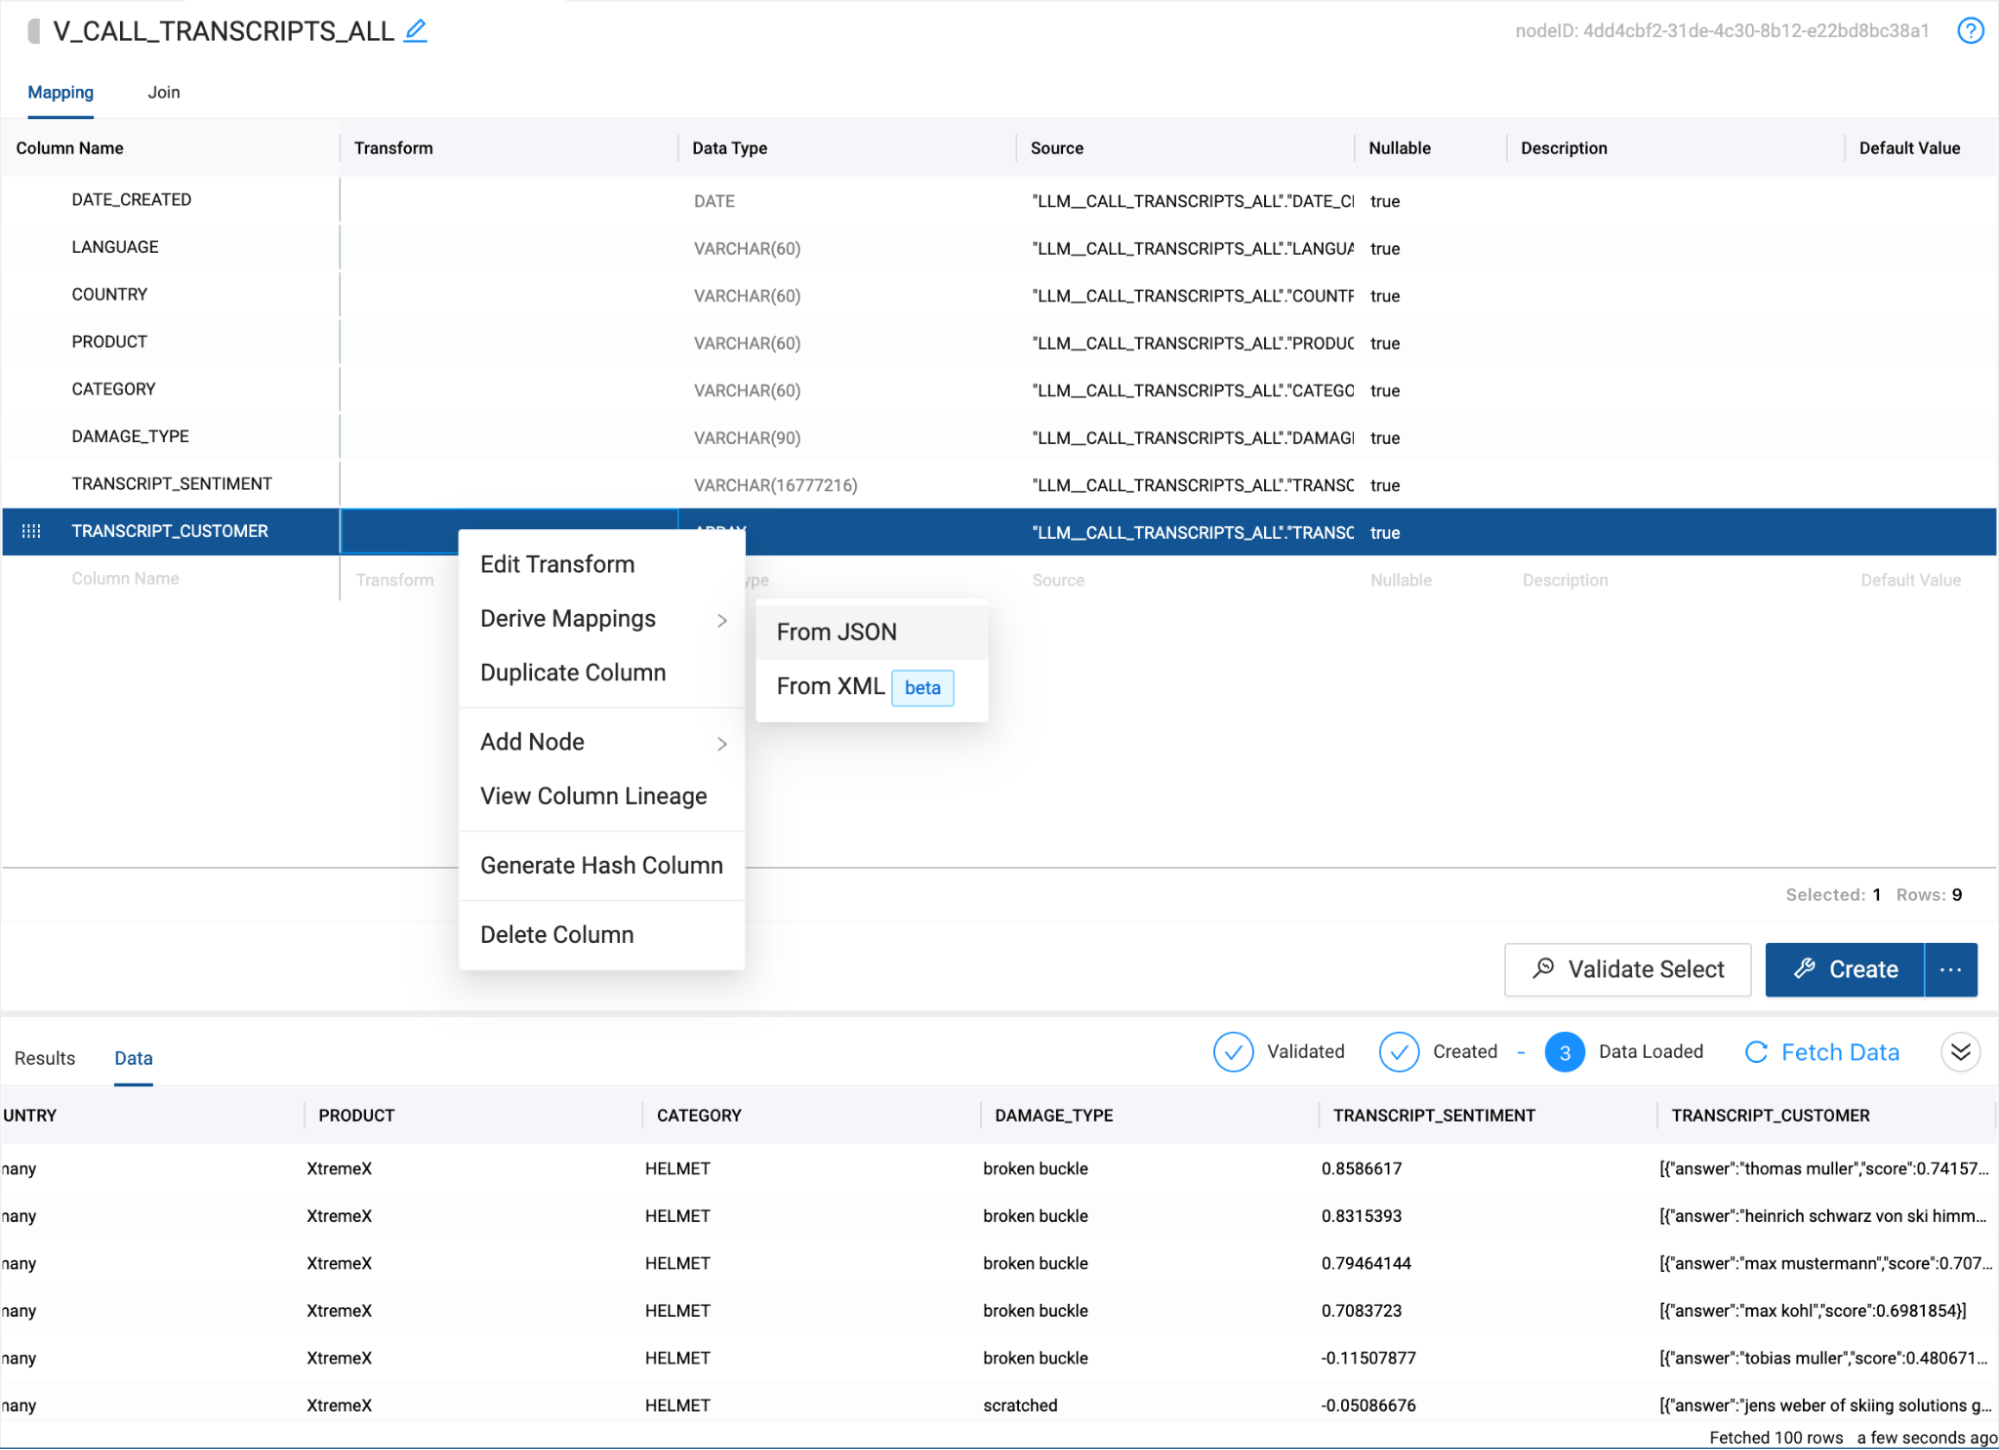 V_CALL_TRANSCRIPTS_ALL nodeID: 4dd4cbf2-31de-4c30-8b12-e22bd8bc38a1 ?
Mapping Join
Column Name Transform Data Type Source Nullable Description Default Value
DATE_CREATED DATE "LLM__CALL_TRANSCRIPTS_ALL"."DATE_CI true
LANGUAGE VARCHAR(60) "LLM__CALL_TRANSCRIPTS_ALL"."LANGUA true
COUNTRY VARCHAR(60) "LLM__CALL_TRANSCRIPTS_ALL"."COUNTR true
PRODUCT VARCHAR(60) "LLM__CALL_TRANSCRIPTS_ALL"."PRODUC true
CATEGORY VARCHAR(60) "LLM__CALL_TRANSCRIPTS_ALL"."CATEGO true
DAMAGE_TYPE VARCHAR(90) "LLM__CALL_TRANSCRIPTS_ALL"."DAMAGI true
TRANSCRIPT_SENTIMENT VARCHAR(16777216) "LLM__CALL_TRANSCRIPTS_ALL"."TRANSC true
TRANSCRIPT_CUSTOMER ARRAY "LLM__CALL_TRANSCRIPTS_ALL"."TRANSC true
Column Name Transform ype Source Nullable Description Default Value
Edit Transform
Derive Mappings
Duplicate Column
Add Node
View Column Lineage
Generate Hash Column
Delete Column
From JSON
From XML beta
Selected: 1 Rows: 9
Validate Select Create ...
Results Data Validated Created - 3 Data Loaded Fetch Data
UNTRY PRODUCT CATEGORY DAMAGE_TYPE TRANSCRIPT_SENTIMENT TRANSCRIPT_CUSTOMER
nany XtremeX HELMET broken buckle 0.8586617 [{"answer":"thomas muller","score":0.74157...
nany XtremeX HELMET broken buckle 0.8315393 [{"answer":"heinrich schwarz von ski himm...
nany XtremeX HELMET broken buckle 0.79464144 [{"answer":"max mustermann","score":0.707...
nany XtremeX HELMET broken buckle 0.7083723 [{"answer":"max kohl","score":0.6981854}]
nany XtremeX HELMET broken buckle -0.11507877 [{"answer":"tobias muller","score":0.480671...
nany XtremeX HELMET scratched -0.05086676 [{"answer":"jens weber of skiing solutions g...
Fetched 100 rows a few seconds ago